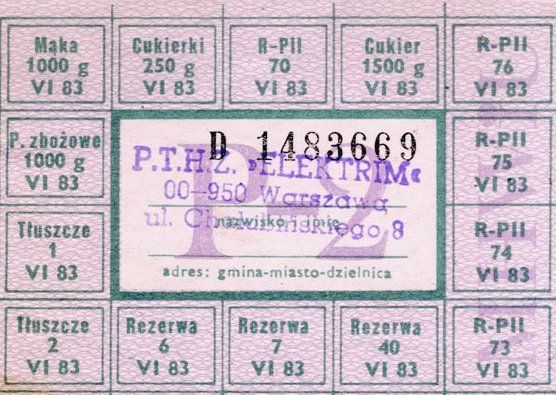 Mąka
1000 g
VI 83
Cukierki
250 g
VI 83
R-PII
70
VI 83
Cukier
1500 g
VI 83
R-PII
76
VI 83
P. zbożowe
1000 g
VI 83
D 1483669
P.T.H.Z. »ELEKTRIM«
00-950 Warszawa
ul. 8
nazwisko i imię
P-2
adres: gmina-miasto-dzielnica
R-PII
75
VI 83
Tłuszcze
1
VI 83
R-PII
74
VI 83
Tłuszcze
2
VI 83
Rezerwa
6
VI 83
Rezerwa
7
VI 83
Rezerwa
40
VI 83
R-PII
73
VI 83